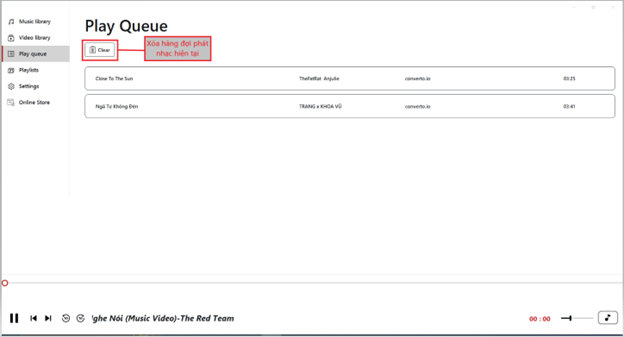 Play Queue
Music library
Video library
Play queue
Playlists
Settings
Online Store
Clear
Xóa hàng đợi phát
nhạc hiện tại
Close To The Sun TheFatRat Anjulie converto.io 03:25
Ngã Tư Không Đèn TRANG x KHOA VŨ converto.io 03:41
Nghe Nói (Music Video)-The Red Team
00 : 00